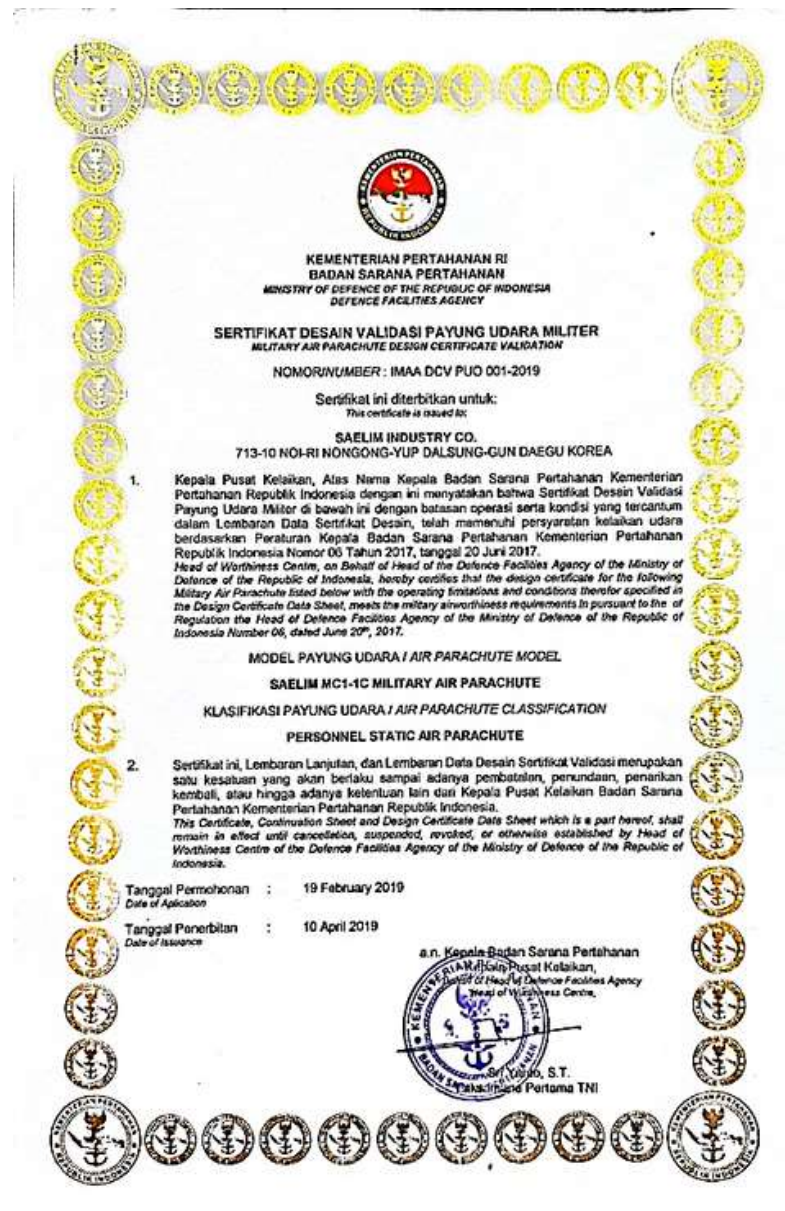 KEMENTERIAN PERTAHANAN
REPUBLIK INDONESIA
KEMENTERIAN PERTAHANAN RI
BADAN SARANA PERTAHANAN
MINISTRY OF DEFENCE OF THE REPUBLIC OF INDONESIA
DEFENCE FACILITIES AGENCY
SERTIFIKAT DESAIN VALIDASI PAYUNG UDARA MILITER
MILITARY AIR PARACHUTE DESIGN CERTIFICATE VALIDATION
NOMOR/NUMBER : IMAA DCV PUO 001-2019
Sertifikat ini diterbitkan untuk:
This certificate is issued to:
SAELIM INDUSTRY CO.
713-10 NOI-RI NONGONG-YUP DALSUNG-GUN DAEGU KOREA
1. Kepala Pusat Kelaikan, Atas Nama Kepala Badan Sarana Pertahanan Kementerian
Pertahanan Republik Indonesia dengan ini menyatakan bahwa Sertifikat Desain Validasi
Payung Udara Militer di bawah ini dengan batasan operasi serta kondisi yang tercantum
dalam Lembaran Data Sertifikat Desain, telah memenuhi persyaratan kelaikan udara
berdasarkan Peraturan Kepala Badan Sarana Pertahanan Kementerian Pertahanan
Republik Indonesia Nomor 06 Tahun 2017, tanggal 20 Juni 2017.
Head of Worthiness Centre, on Behalf of Head of the Defence Facilities Agency of the Ministry of
Defence of the Republic of Indonesia, hereby certifies that the design certificate for the following
Military Air Parachute listed below with the operating limitations and conditions therefor specified in
the Design Certificate Data Sheet, meets the military airworthiness requirements in pursuant to the of
Regulation the Head of Defence Facilities Agency of the Ministry of Defence of the Republic of
Indonesia Number 06, dated June 20th, 2017.
MODEL PAYUNG UDARA / AIR PARACHUTE MODEL
SAELIM MC1-1C MILITARY AIR PARACHUTE
KLASIFIKASI PAYUNG UDARA / AIR PARACHUTE CLASSIFICATION
PERSONNEL STATIC AIR PARACHUTE
2. Sertifikat ini, Lembaran Lanjutan, dan Lembaran Data Desain Sertifikat Validasi merupakan
satu kesatuan yang akan berlaku sampai adanya pembatalan, penundaan, penarikan
kembali, atau hingga adanya ketentuan lain dari Kepala Pusat Kelaikan Badan Sarana
Pertahanan Kementerian Pertahanan Republik Indonesia.
This Certificate, Continuation Sheet and Design Certificate Data Sheet which is a part hereof, shall
remain in effect until cancelletion, suspended, revoked, or otherwise established by Head of
Worthiness Centre of the Defence Facilities Agency of the Ministry of Defence of the Republic of
Indonesia.
Tanggal Permohonan : 19 February 2019
Date of Aplication
Tanggal Penerbitan : 10 April 2019
Date of Issuance
a.n. Kepala Badan Sarana Pertahanan
Kepala Pusat Kelaikan,
Behalf of Head of Defence Facilities Agency
Head of Worthiness Centre,
S.T.
Laksamana Pertama TNI